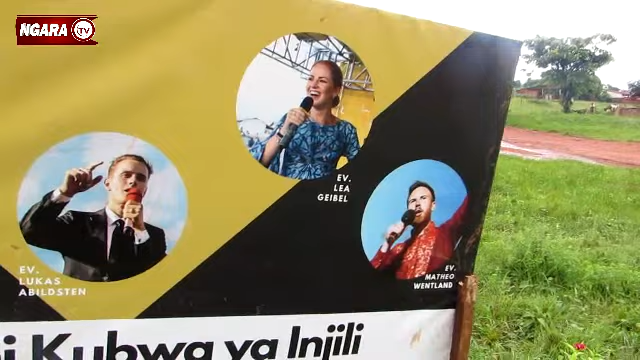 NGARA TV
EV.
LEA
GEIBEL
EV.
LUKAS
ABILDSTEN
EV.
MATHEO
WENTLAND
Kubwa ya Injili